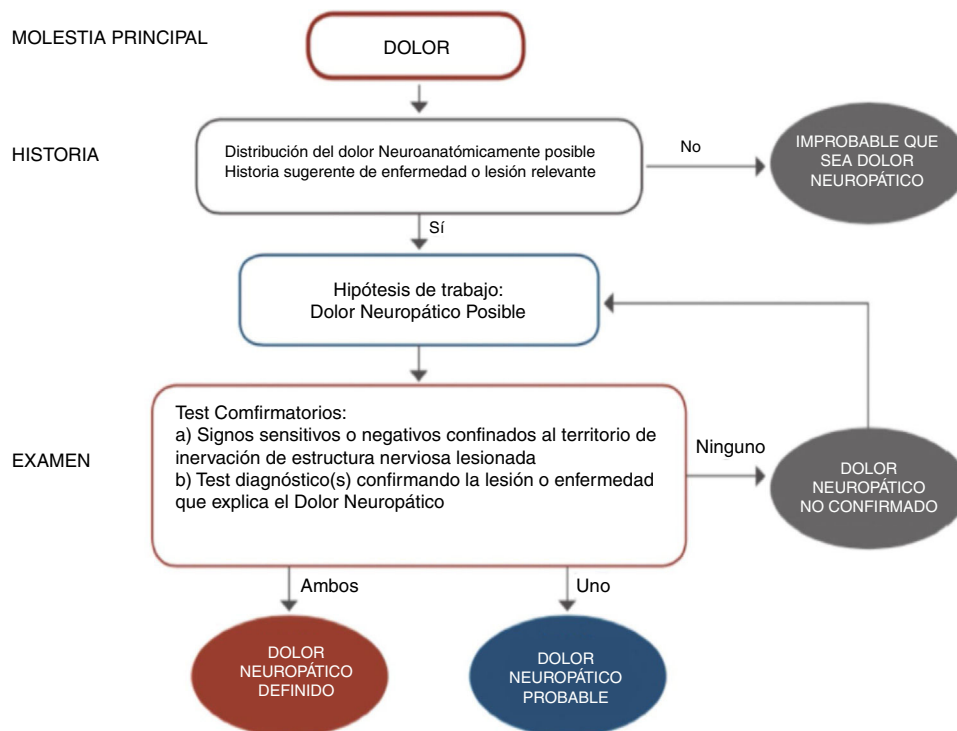 MOLESTIA PRINCIPAL
DOLOR
HISTORIA
Distribución del dolor Neuroanatómicamente posible
Historia sugerente de enfermedad o lesión relevante
No
IMPROBABLE QUE
SEA DOLOR
NEUROPÁTICO
Sí
Hipótesis de trabajo:
Dolor Neuropático Posible
EXAMEN
Test Comfirmatorios:
a) Signos sensitivos o negativos confinados al territorio de
inervación de estructura nerviosa lesionada
b) Test diagnóstico(s) confirmando la lesión o enfermedad
que explica el Dolor Neuropático
Ninguno
DOLOR
NEUROPÁTICO
NO CONFIRMADO
Ambos
Uno
DOLOR
NEUROPÁTICO
DEFINIDO
DOLOR
NEUROPÁTICO
PROBABLE